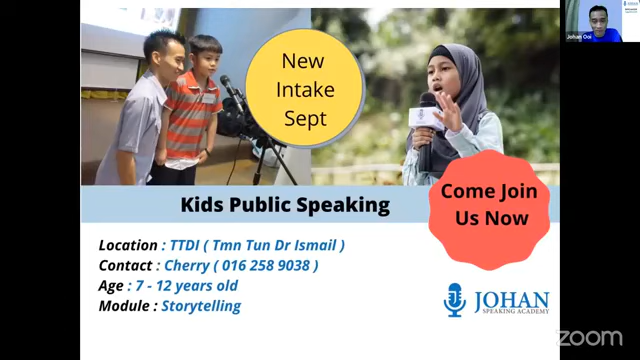 New
Intake
Sept
Kids Public Speaking
Come Join
Us Now
Location : TTDI ( Tmn Tun Dr Ismail )
Contact : Cherry ( 016 258 9038 )
Age : 7 - 12 years old
Module : Storytelling
JOHAN
SPEAKING ACADEMY
Johan Ooi
zoom